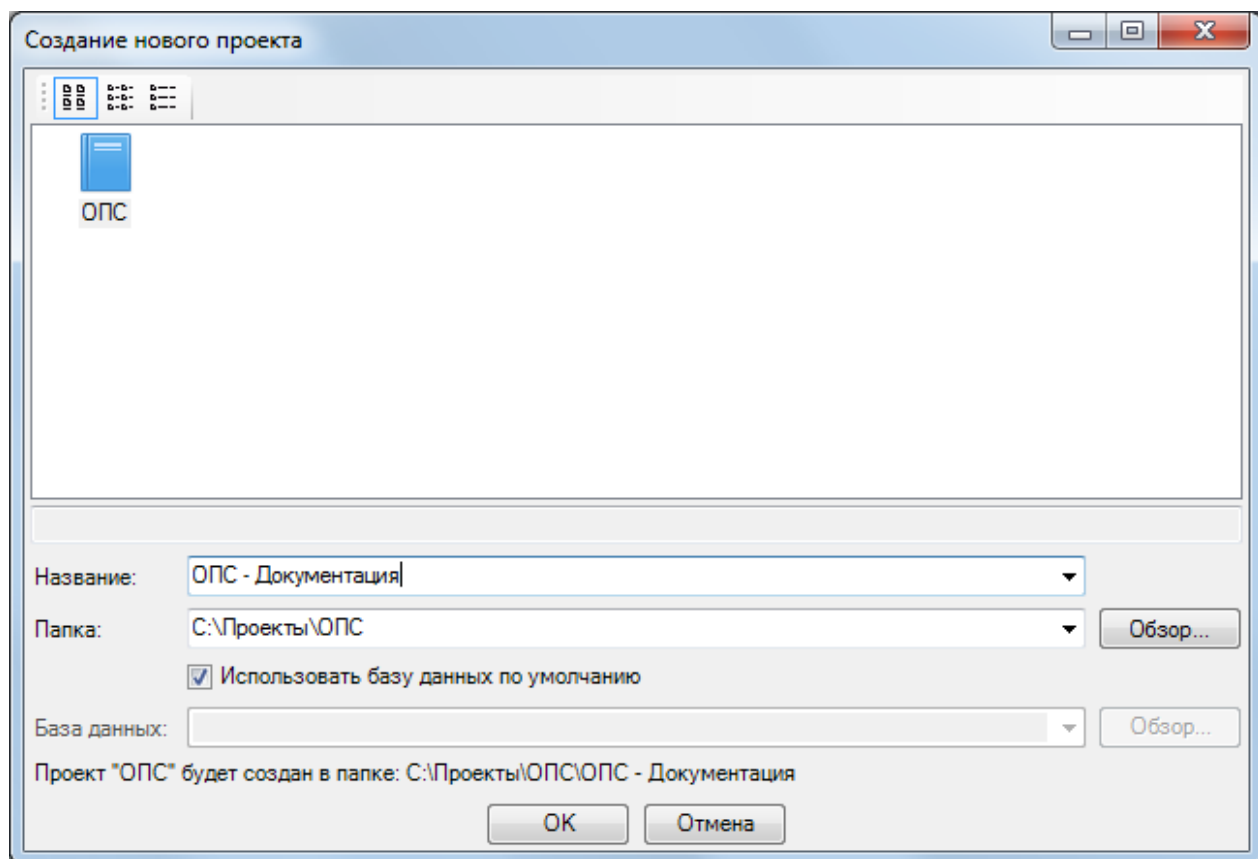 Создание нового проекта
ОПС
Название: ОПС - Документация
Папка: C:\Проекты\ОПС Обзор...
Использовать базу данных по умолчанию
База данных: Обзор...
Проект "ОПС" будет создан в папке: C:\Проекты\ОПС\ОПС - Документация
OK Отмена